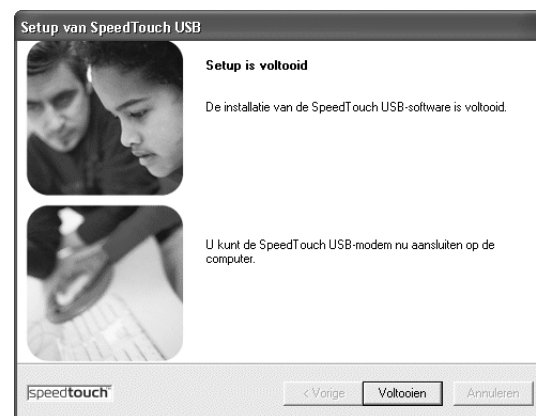 Setup van SpeedTouch USB
Setup is voltooid
De installatie van de SpeedTouch USB-software is voltooid.
U kunt de SpeedTouch USB-modem nu aansluiten op de
computer.
speedtouch™
< Vorige
Voltooien
Annuleren